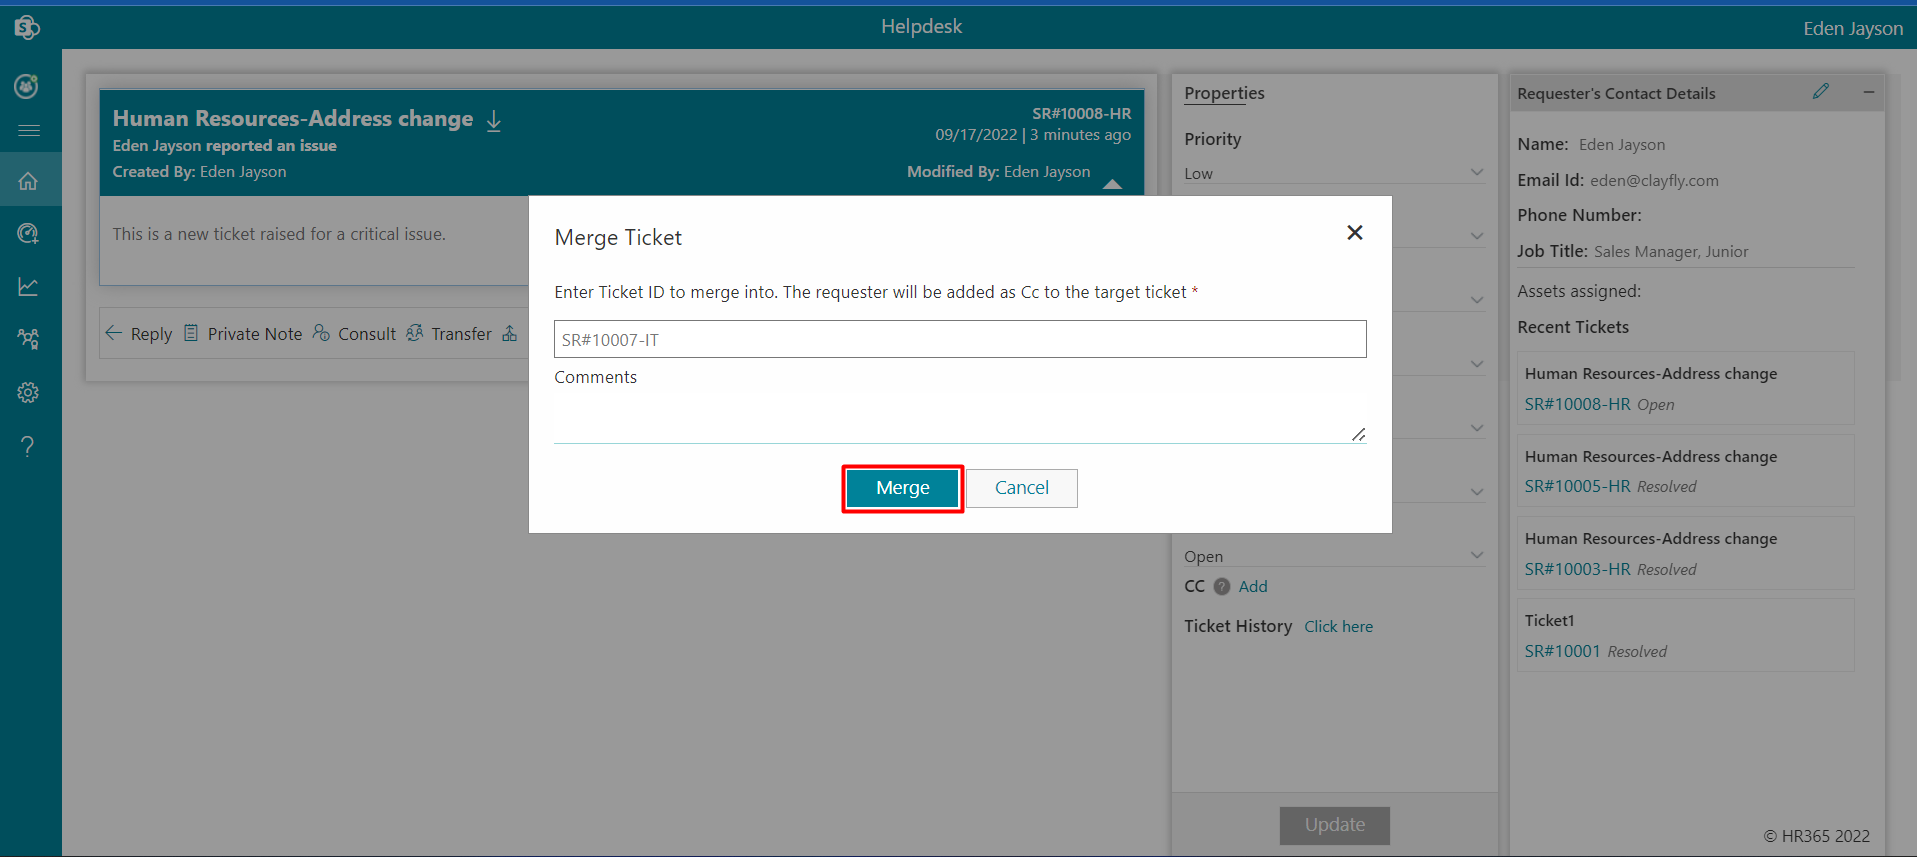 Helpdesk
Eden Jayson
Human Resources-Address change
SR#10008-HR
09/17/2022 | 3 minutes ago
Eden Jayson reported an issue
Created By: Eden Jayson
Modified By: Eden Jayson
This is a new ticket raised for a critical issue.
Reply
Private Note
Consult
Transfer
Merge Ticket
Enter Ticket ID to merge into. The requester will be added as Cc to the target ticket *
SR#10007-IT
Comments
Merge
Cancel
Properties
Priority
Low
Open
CC ? Add
Ticket History Click here
Update
Requester's Contact Details
Name: Eden Jayson
Email Id: eden@clayfly.com
Phone Number:
Job Title: Sales Manager, Junior
Assets assigned:
Recent Tickets
Human Resources-Address change
SR#10008-HR Open
Human Resources-Address change
SR#10005-HR Resolved
Human Resources-Address change
SR#10003-HR Resolved
Ticket1
SR#10001 Resolved
© HR365 2022